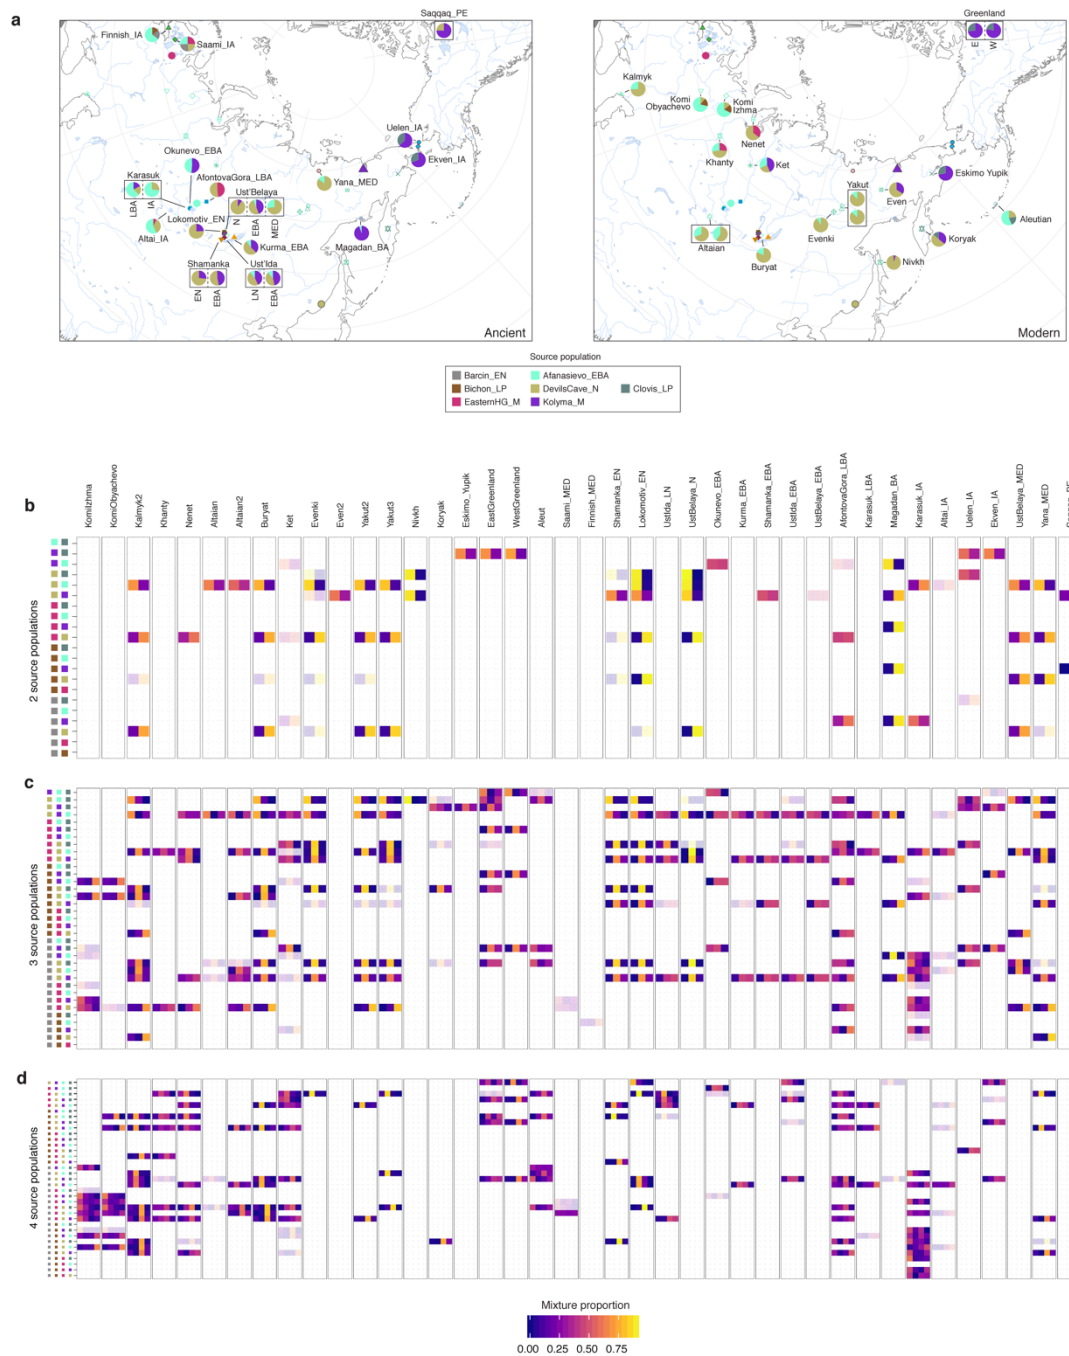 a
Saqqaq_PE
Finnish_IA
Saami_IA
Uelen_IA
Okunevo_EBA
Ekven_IA
Karasuk
AfontovaGora_LBA
Yana_MED
LBA
IA
Ust'Belaya
Lokomotiv_EN
N
EBA
MED
Altai_IA
Kurma_EBA
Magadan_BA
Shamanka
Ust'Ida
EN
EBA
LN
EBA
Ancient
Greenland
E
W
Kalmyk
Komi
Obyachevo
Komi
Izhma
Nenet
Khanty
Ket
Eskimo Yupik
Yakut
Even
Aleutian
Evenki
Koryak
Altaian
Buryat
Nivkh
Modern
Source population
Barcin_EN
Afanasievo_EBA
Bichon_LP
DevilsCave_N
Clovis_LP
EasternHG_M
Kolyma_M
b
KomiIzhma
KomiObyachevo
Kalmyk2
Khanty
Nenet
Altaian
Altaian2
Buryat
Ket
Evenki
Even2
Yakut2
Yakut3
Nivkh
Koryak
Eskimo_Yupik
EastGreenland
WestGreenland
Aleut
Saami_MED
Finnish_MED
Shamanka_EN
Lokomotiv_EN
UstIda_LN
UstBelaya_N
Okunevo_EBA
Kurma_EBA
Shamanka_EBA
UstIda_EBA
UstBelaya_EBA
AfontovaGora_LBA
Karasuk_LBA
Magadan_BA
Karasuk_IA
Altai_IA
Uelen_IA
Ekven_IA
UstBelaya_MED
Yana_MED
2 source populations
c
3 source populations
d
4 source populations
Mixture proportion
0.00 0.25 0.50 0.75